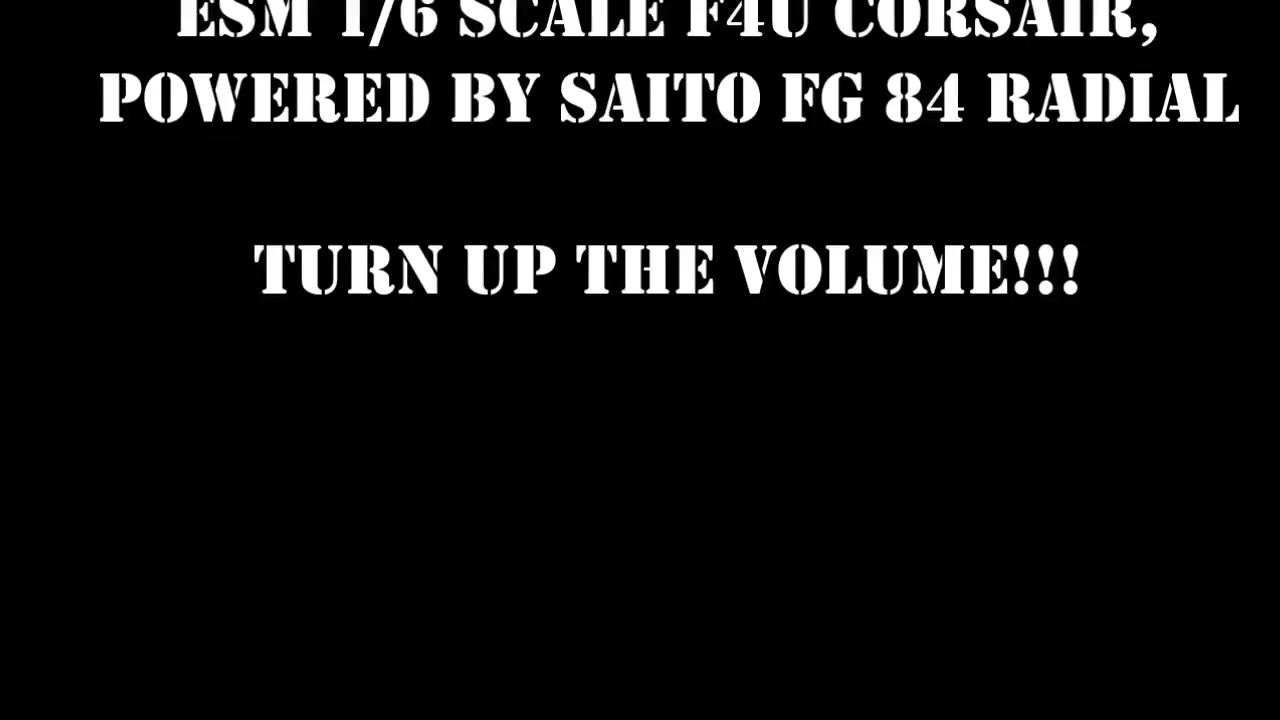 ESM 1/6 SCALE F4U CORSAIR,
POWERED BY SAITO FG 84 RADIAL
TURN UP THE VOLUME!!!